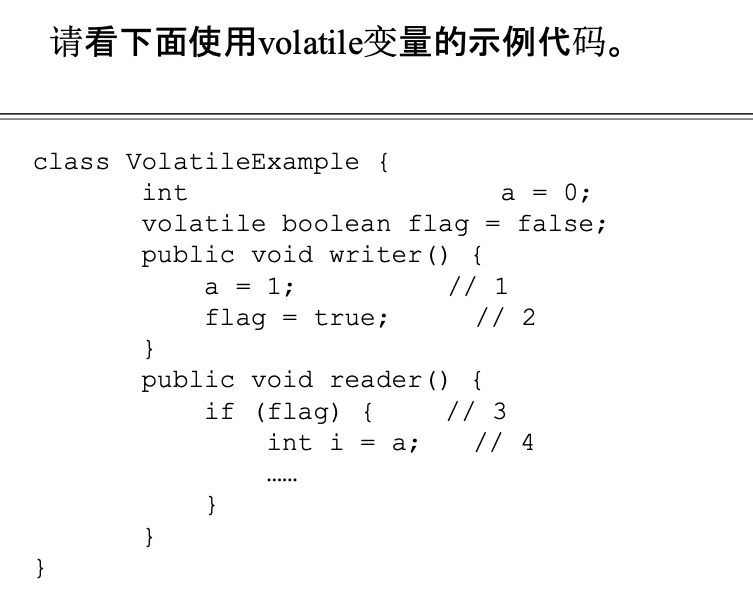 请看下面使用volatile变量的示例代码。
class VolatileExample {
int a = 0;
volatile boolean flag = false;
public void writer() {
a = 1; // 1
flag = true; // 2
}
public void reader() {
if (flag) { // 3
int i = a; // 4
……
}
}
}